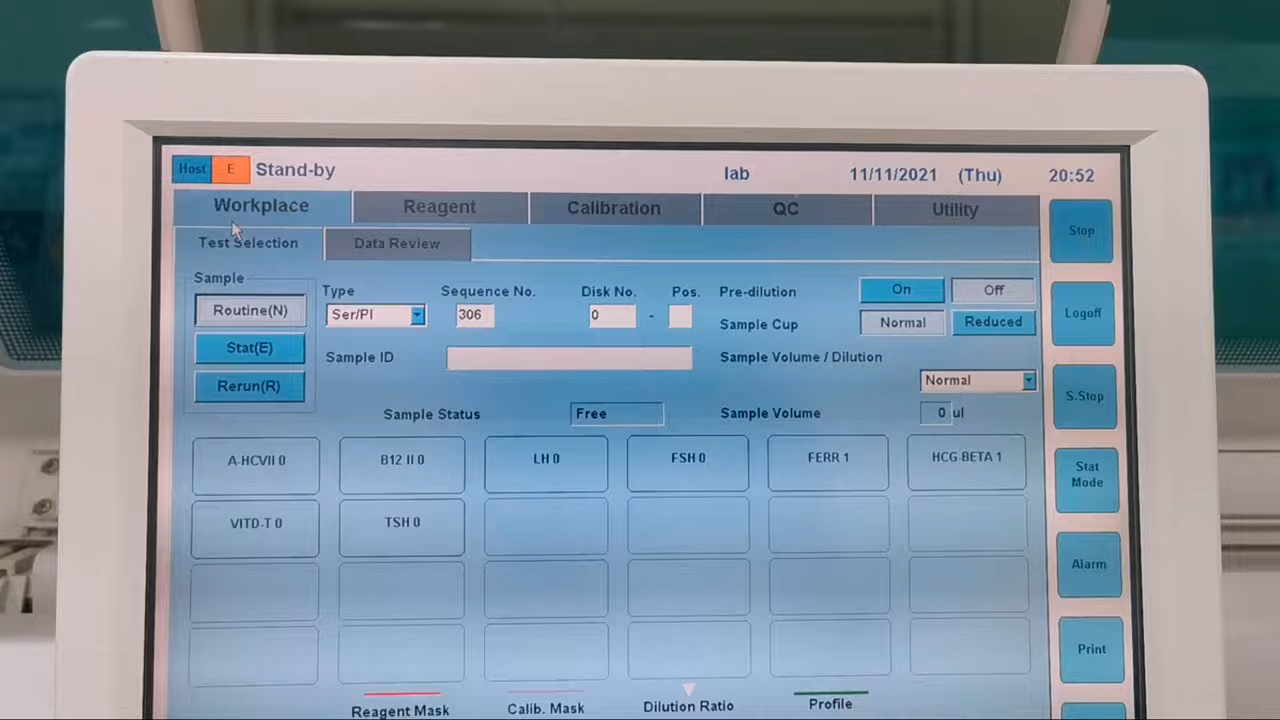 Host E Stand-by lab 11/11/2021 (Thu) 20:52
Workplace Reagent Calibration QC Utility
Test Selection Data Review
Stop
Sample
Routine(N)
Stat(E)
Rerun(R)
Type Sequence No. Disk No. Pos. Pre-dilution On Off
Ser/Pl 306 0 - Sample Cup Normal Reduced
Logoff
Sample ID Sample Volume / Dilution
Normal
S.Stop
Sample Status Free Sample Volume 0 ul
A-HCVII 0 B12 II 0 LH 0 FSH 0 FERR 1 HCG-BETA 1
Stat
Mode
VITD-T 0 TSH 0
Alarm
Print
Reagent Mask Calib. Mask Dilution Ratio Profile